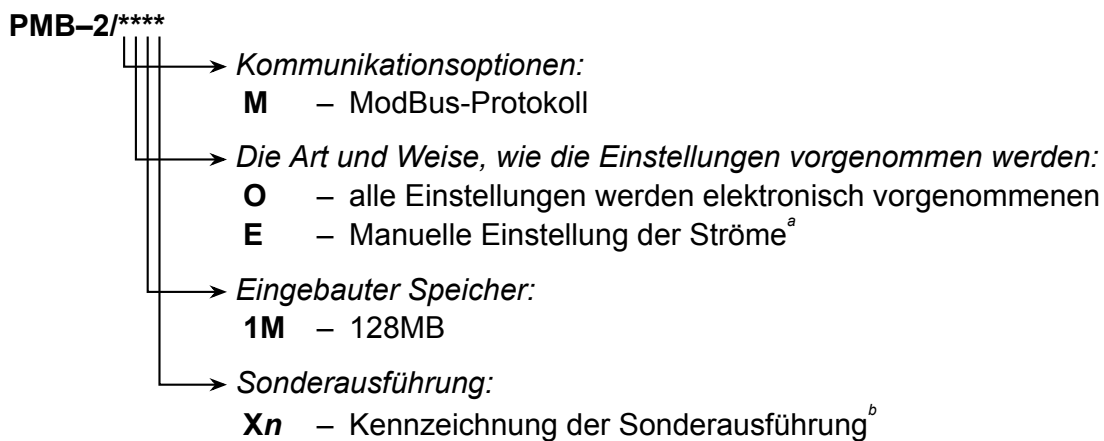 PMB–2/****
Kommunikationsoptionen:
M – ModBus-Protokoll
Die Art und Weise, wie die Einstellungen vorgenommen werden:
O – alle Einstellungen werden elektronisch vorgenommenen
E – Manuelle Einstellung der Ströme^a
Eingebauter Speicher:
1M – 128MB
Sonderausführung:
Xn – Kennzeichnung der Sonderausführung^b